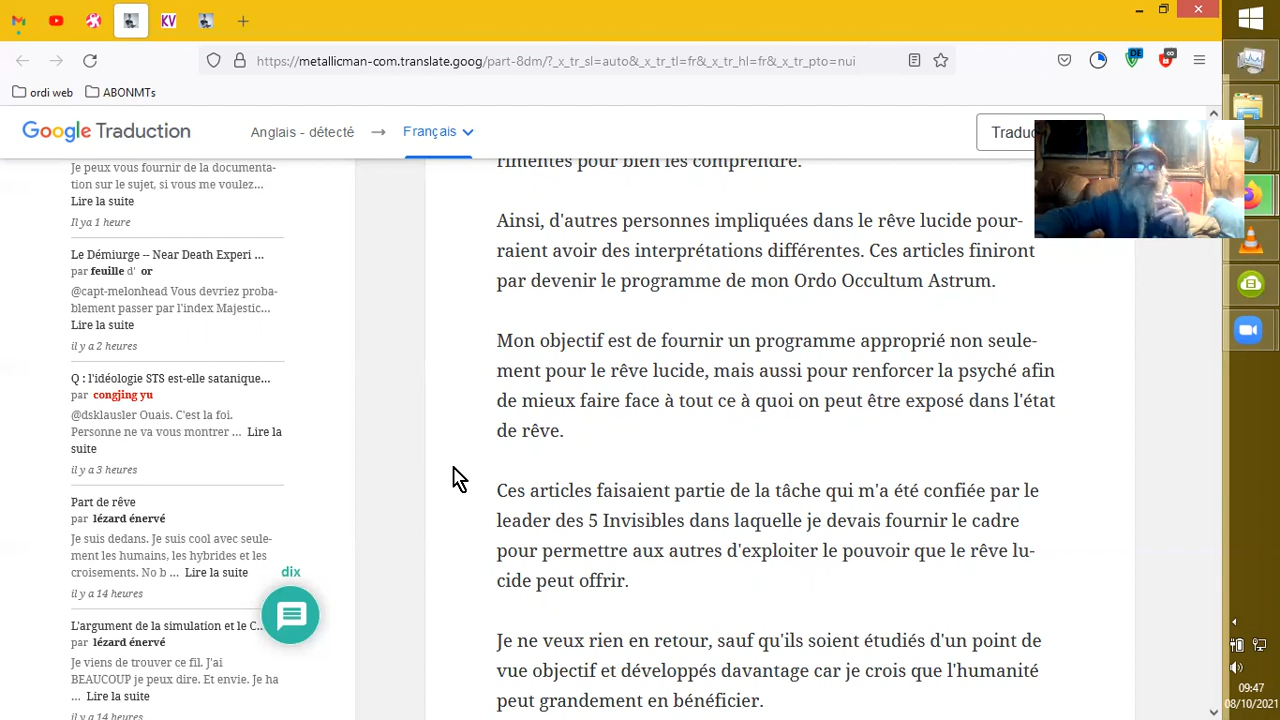 KV
https://metallicman-com.translate.goog/part-8dm/?_x_tr_sl=auto&_x_tr_tl=fr&_x_tr_hl=fr&_x_tr_pto=nui
DE
ordi web
ABONMTs
Google Traduction
Anglais - détecté
Français
Je peux vous fournir de la documenta-
tion sur le sujet, si vous me voulez...
Lire la suite
Il ya 1 heure
Le Démiurge -- Near Death Experi ...
par feuille d' or
@capt-melonhead Vous devriez proba-
blement passer par l'index Majestic...
Lire la suite
il y a 2 heures
Q : l'idéologie STS est-elle satanique...
par congjing yu
@dsklausler Ouais. C'est la foi.
Personne ne va vous montrer ... Lire la
suite
il y a 3 heures
Part de rêve
par lézard énervé
Je suis dedans. Je suis cool avec seule-
ment les humains, les hybrides et les
croisements. No b ... Lire la suite
il y a 14 heures
dix
L'argument de la simulation et le C...
par lézard énervé
Je viens de trouver ce fil. J'ai
BEAUCOUP je peux dire. Et envie. Je ha
... Lire la suite
il y a 14 heures
rimentés pour bien les comprendre.
Ainsi, d'autres personnes impliquées dans le rêve lucide pour-
raient avoir des interprétations différentes. Ces articles finiront
par devenir le programme de mon Ordo Occultum Astrum.
Mon objectif est de fournir un programme approprié non seule-
ment pour le rêve lucide, mais aussi pour renforcer la psyché afin
de mieux faire face à tout ce à quoi on peut être exposé dans l'état
de rêve.
Ces articles faisaient partie de la tâche qui m'a été confiée par le
leader des 5 Invisibles dans laquelle je devais fournir le cadre
pour permettre aux autres d'exploiter le pouvoir que le rêve lu-
cide peut offrir.
Je ne veux rien en retour, sauf qu'ils soient étudiés d'un point de
vue objectif et développés davantage car je crois que l'humanité
peut grandement en bénéficier.
09:47
08/10/2021